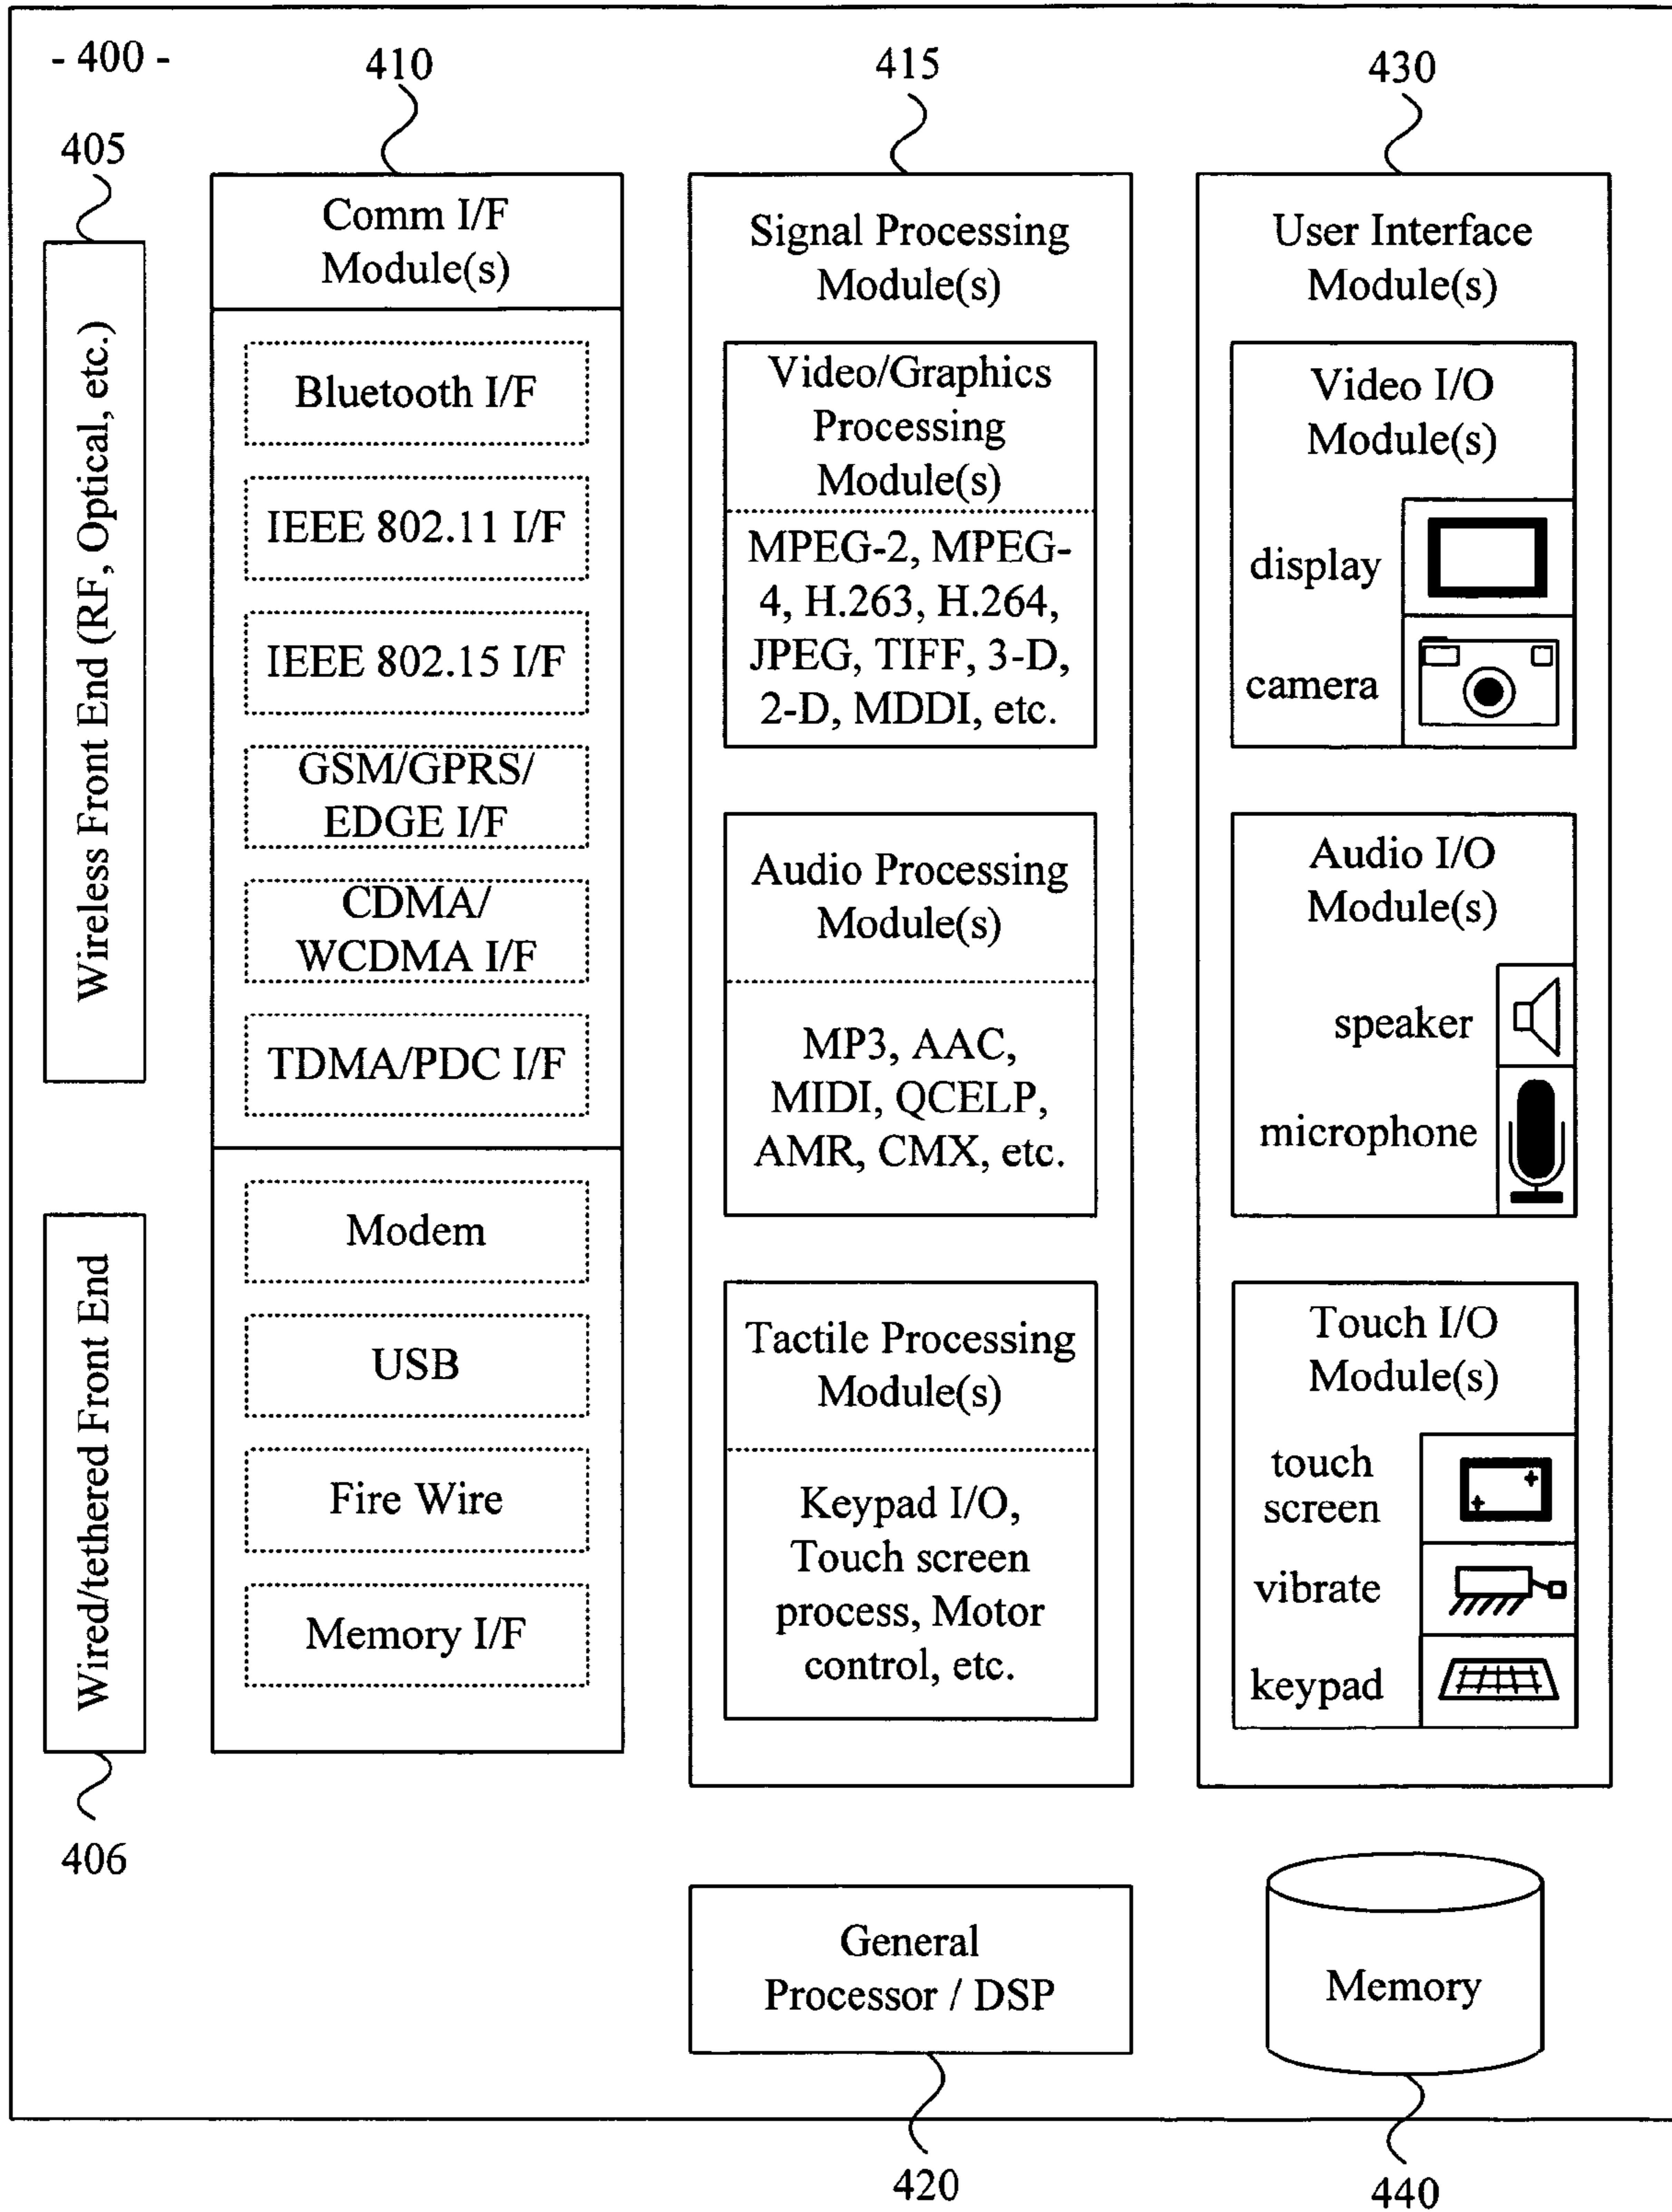 - 400 -
410
415
430
405
Wireless Front End (RF, Optical, etc.)
Wired/tethered Front End
406
Comm I/F
Module(s)
Bluetooth I/F
IEEE 802.11 I/F
IEEE 802.15 I/F
GSM/GPRS/
EDGE I/F
CDMA/
WCDMA I/F
TDMA/PDC I/F
Modem
USB
Fire Wire
Memory I/F
Signal Processing
Module(s)
Video/Graphics
Processing
Module(s)
MPEG-2, MPEG-
4, H.263, H.264,
JPEG, TIFF, 3-D,
2-D, MDDI, etc.
Audio Processing
Module(s)
MP3, AAC,
MIDI, QCELP,
AMR, CMX, etc.
Tactile Processing
Module(s)
Keypad I/O,
Touch screen
process, Motor
control, etc.
User Interface
Module(s)
Video I/O
Module(s)
display
camera
Audio I/O
Module(s)
speaker
microphone
Touch I/O
Module(s)
touch
screen
vibrate
keypad
General
Processor / DSP
Memory
420
440